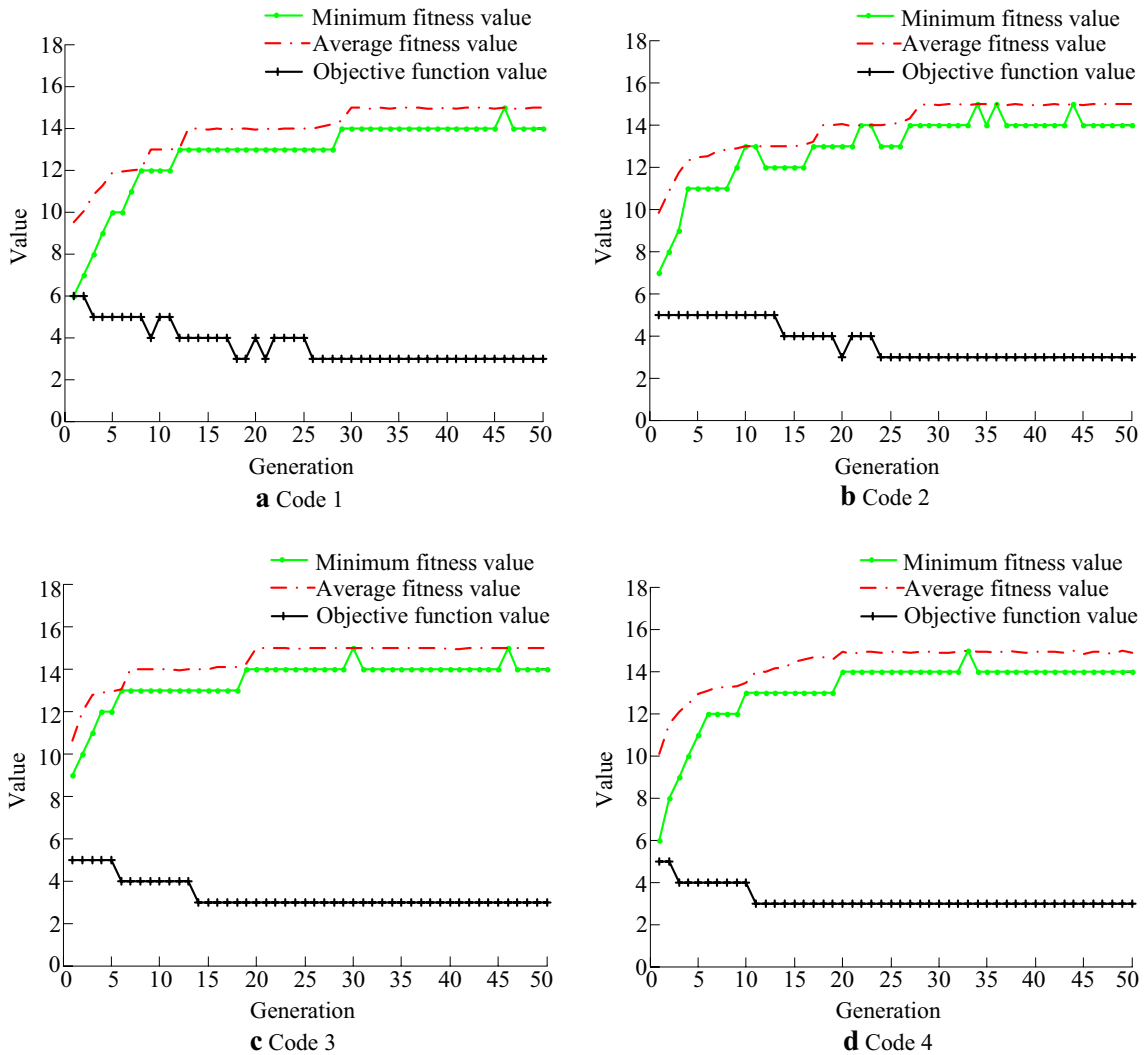 Minimum fitness value
Average fitness value
Objective function value
18
16
14
12
10
8
6
4
2
0
Value
0 5 10 15 20 25 30 35 40 45 50
Generation
a Code 1
Minimum fitness value
Average fitness value
Objective function value
18
16
14
12
10
8
6
4
2
0
Value
0 5 10 15 20 25 30 35 40 45 50
Generation
b Code 2
Minimum fitness value
Average fitness value
Objective function value
18
16
14
12
10
8
6
4
2
0
Value
0 5 10 15 20 25 30 35 40 45 50
Generation
c Code 3
Minimum fitness value
Average fitness value
Objective function value
18
16
14
12
10
8
6
4
2
0
Value
0 5 10 15 20 25 30 35 40 45 50
Generation
d Code 4